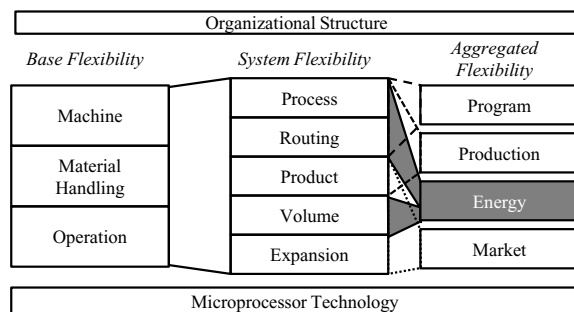 Organizational Structure
Base Flexibility
System Flexibility
Aggregated
Flexibility
Machine
Material
Handling
Operation
Process
Routing
Product
Volume
Expansion
Program
Production
Energy
Market
Microprocessor Technology